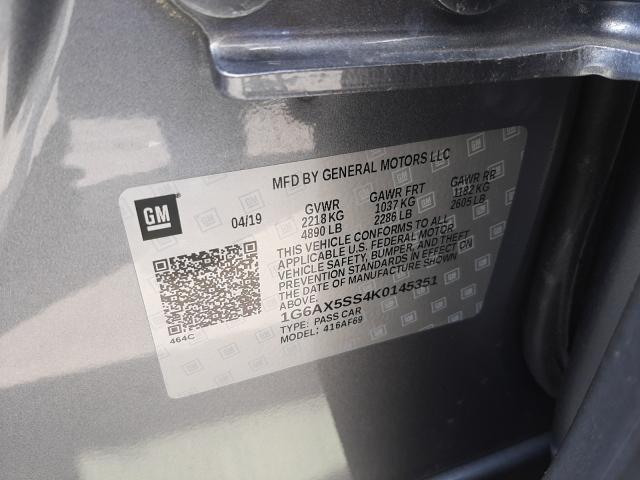 MFD BY GENERAL MOTORS LLC
GM
04/19
GVWR GAWR FRT GAWR RR
2218 KG 1037 KG 1182 KG
4890 LB 2286 LB 2605 LB
THIS VEHICLE CONFORMS TO ALL
APPLICABLE U.S. FEDERAL MOTOR
VEHICLE SAFETY, BUMPER, AND THEFT
PREVENTION STANDARDS IN EFFECT ON
THE DATE OF MANUFACTURE SHOWN
ABOVE.
1G6AX5SS4K0145351
TYPE: PASS CAR
MODEL: 416AF69
464C